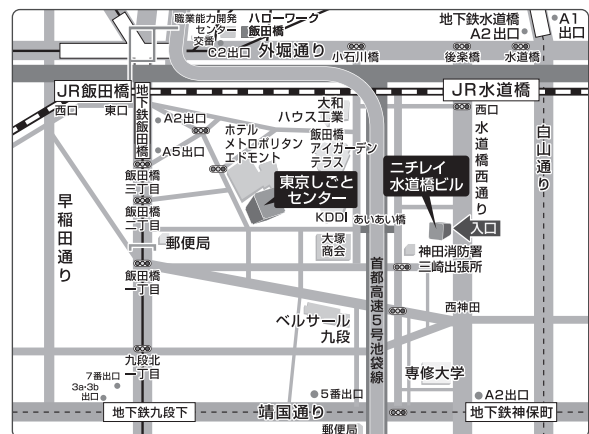 職業能力開発
センター
交番
ハローワーク
飯田橋
C2出口
外堀通り
小石川橋
後楽橋
水道橋
地下鉄水道橋
A2出口
A1
出口
JR飯田橋
西口
東口
地下鉄飯田橋
A2出口
A5出口
大和
ハウス工業
ホテル
メトロポリタン
エドモント
飯田橋
アイガーデン
テラス
JR水道橋
西口
水道橋西通り
白山通り
早稲田通り
飯田橋
三丁目
飯田橋
二丁目
東京しごと
センター
ニチレイ
水道橋ビル
入口
KDDI
あいあい橋
郵便局
大塚
商会
神田消防署
三崎出張所
飯田橋
一丁目
首都高速5号池袋線
西神田
ベルサール
九段
九段北
一丁目
専修大学
7番出口
3a・3b
出口
5番出口
A2出口
地下鉄九段下
靖国通り
地下鉄神保町
郵便局